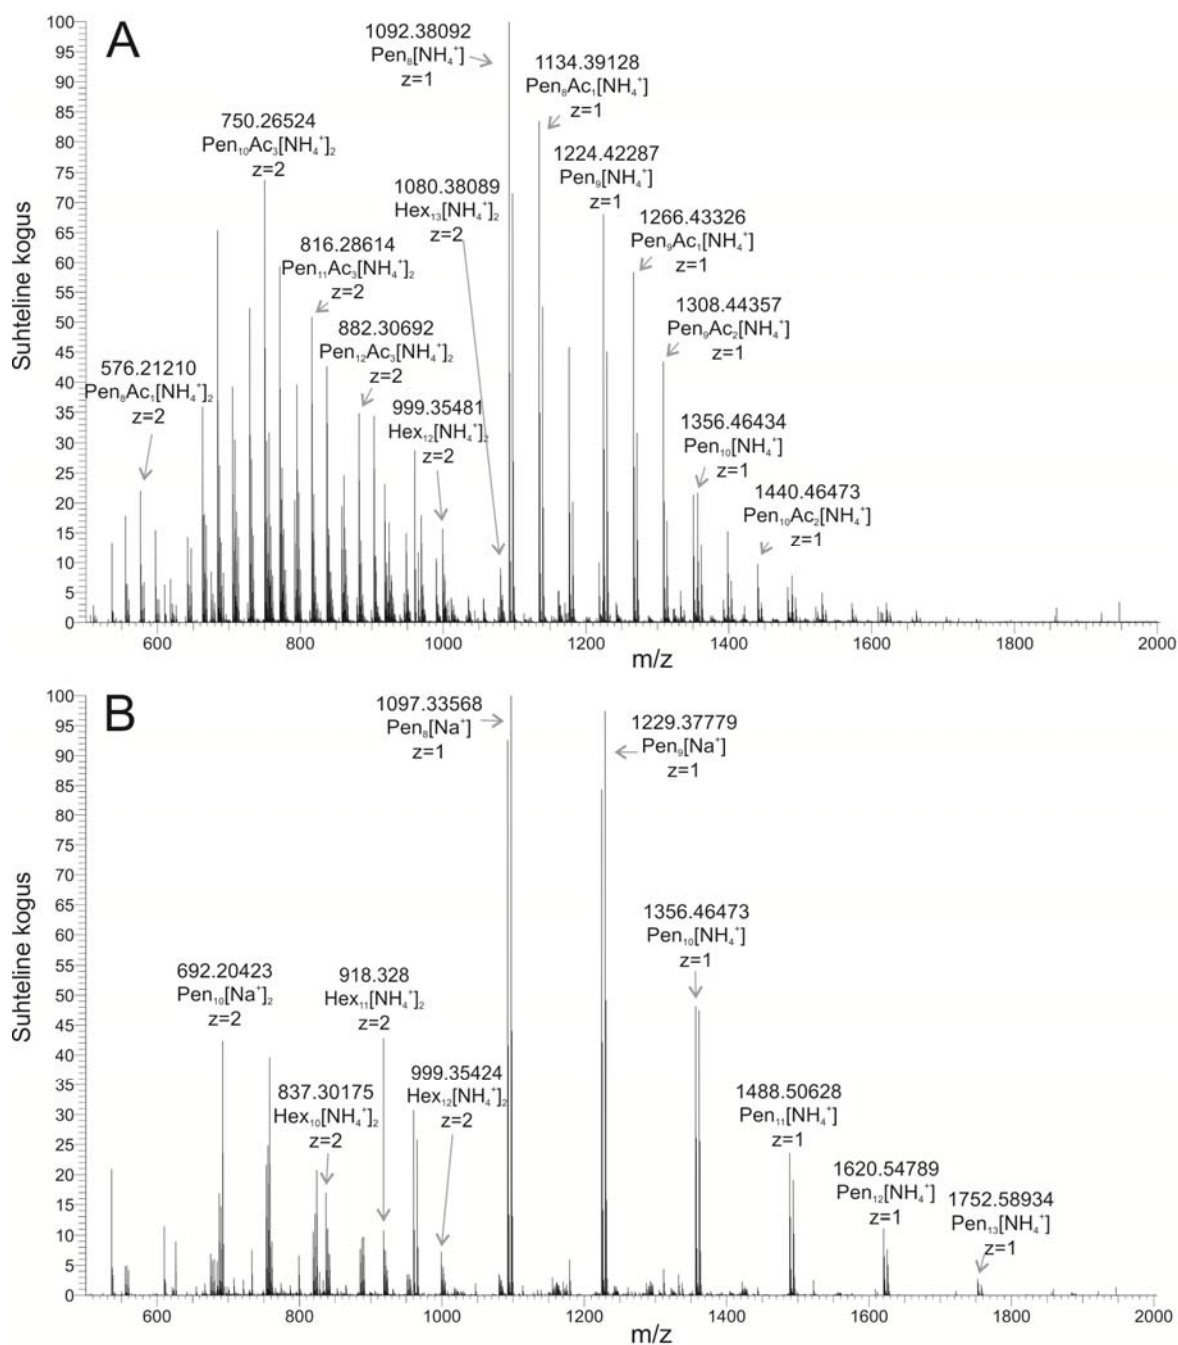 A
Suhteline kogus
100
95
90
85
80
75
70
65
60
55
50
45
40
35
30
25
20
15
10
5
0
1092.38092
Pen₈[NH₄⁺]
z=1
1134.39128
Pen₈Ac₁[NH₄⁺]
z=1
750.26524
Pen₁₀Ac₃[NH₄⁺]₂
z=2
1224.42287
Pen₉[NH₄⁺]
z=1
1080.38089
Hex₁₃[NH₄⁺]₂
z=2
1266.43326
Pen₉Ac₁[NH₄⁺]
z=1
816.28614
Pen₁₁Ac₃[NH₄⁺]₂
z=2
1308.44357
Pen₉Ac₂[NH₄⁺]
z=1
882.30692
Pen₁₂Ac₃[NH₄⁺]₂
z=2
576.21210
Pen₈Ac₁[NH₄⁺]₂
z=2
999.35481
Hex₁₂[NH₄⁺]₂
z=2
1356.46434
Pen₁₀[NH₄⁺]
z=1
1440.46473
Pen₁₀Ac₂[NH₄⁺]
z=1
600 800 1000 1200 1400 1600 1800 2000
m/z
B
Suhteline kogus
100
95
90
85
80
75
70
65
60
55
50
45
40
35
30
25
20
15
10
5
0
1097.33568
Pen₈[Na⁺]
z=1
1229.37779
Pen₉[Na⁺]
z=1
1356.46473
Pen₁₀[NH₄⁺]
z=1
692.20423
Pen₁₀[Na⁺]₂
z=2
918.328
Hex₁₁[NH₄⁺]₂
z=2
837.30175
Hex₁₀[NH₄⁺]₂
z=2
999.35424
Hex₁₂[NH₄⁺]₂
z=2
1488.50628
Pen₁₁[NH₄⁺]
z=1
1620.54789
Pen₁₂[NH₄⁺]
z=1
1752.58934
Pen₁₃[NH₄⁺]
z=1
600 800 1000 1200 1400 1600 1800 2000
m/z